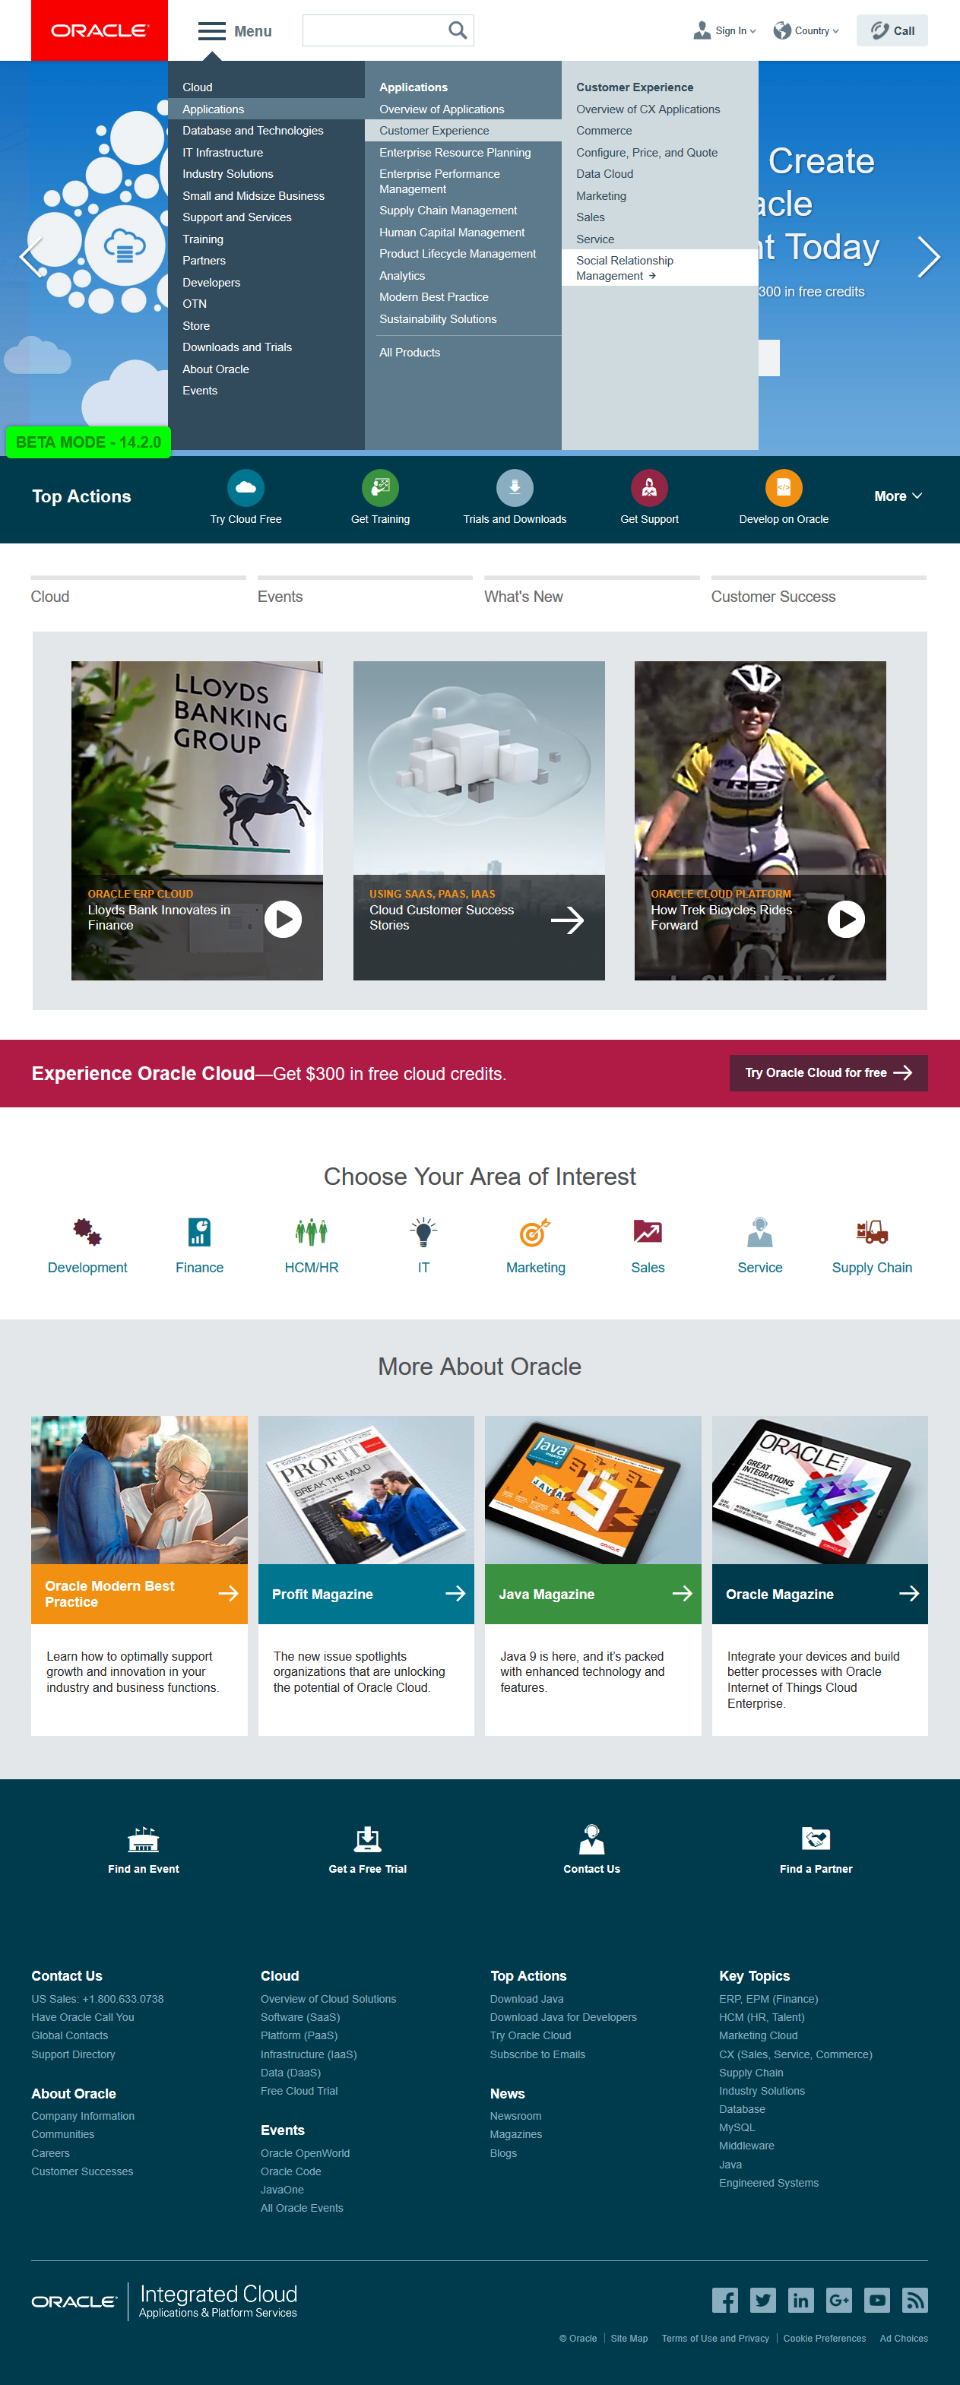 ORACLE
Menu
Sign In
Country
Call
Cloud
Applications
Database and Technologies
IT Infrastructure
Industry Solutions
Small and Midsize Business
Support and Services
Training
Partners
Developers
OTN
Store
Downloads and Trials
About Oracle
Events
Applications
Overview of Applications
Customer Experience
Enterprise Resource Planning
Enterprise Performance
Management
Supply Chain Management
Human Capital Management
Product Lifecycle Management
Analytics
Modern Best Practice
Sustainability Solutions
All Products
Customer Experience
Overview of CX Applications
Commerce
Configure, Price, and Quote
Data Cloud
Marketing
Sales
Service
Social Relationship
Management
Create
acle
t Today
300 in free credits
BETA MODE - 14.2.0
Top Actions
Try Cloud Free
Get Training
Trials and Downloads
Get Support
Develop on Oracle
More
Cloud
Events
What's New
Customer Success
LLOYDS
BANKING
GROUP
ORACLE ERP CLOUD
Lloyds Bank Innovates in
Finance
USING SAAS, PAAS, IAAS
Cloud Customer Success
Stories
TREK
ORACLE CLOUD PLATFORM
How Trek Bicycles Rides
Forward
Experience Oracle Cloud—Get $300 in free cloud credits.
Try Oracle Cloud for free
Choose Your Area of Interest
Development
Finance
HCM/HR
IT
Marketing
Sales
Service
Supply Chain
More About Oracle
PROFIT
BREAK THE MOLD
java
JAVA
ORACLE
GREAT
INTEGRATIONS
Oracle Modern Best
Practice
Profit Magazine
Java Magazine
Oracle Magazine
Learn how to optimally support
growth and innovation in your
industry and business functions.
The new issue spotlights
organizations that are unlocking
the potential of Oracle Cloud.
Java 9 is here, and it's packed
with enhanced technology and
features.
Integrate your devices and build
better processes with Oracle
Internet of Things Cloud
Enterprise.
Find an Event
Get a Free Trial
Contact Us
Find a Partner
Contact Us
US Sales: +1.800.633.0738
Have Oracle Call You
Global Contacts
Support Directory
About Oracle
Company Information
Communities
Careers
Customer Successes
Cloud
Overview of Cloud Solutions
Software (SaaS)
Platform (PaaS)
Infrastructure (IaaS)
Data (DaaS)
Free Cloud Trial
Events
Oracle OpenWorld
Oracle Code
JavaOne
All Oracle Events
Top Actions
Download Java
Download Java for Developers
Try Oracle Cloud
Subscribe to Emails
News
Newsroom
Magazines
Blogs
Key Topics
ERP, EPM (Finance)
HCM (HR, Talent)
Marketing Cloud
CX (Sales, Service, Commerce)
Supply Chain
Industry Solutions
Database
MySQL
Middleware
Java
Engineered Systems
ORACLE
Integrated Cloud
Applications & Platform Services
© Oracle
Site Map
Terms of Use and Privacy
Cookie Preferences
Ad Choices